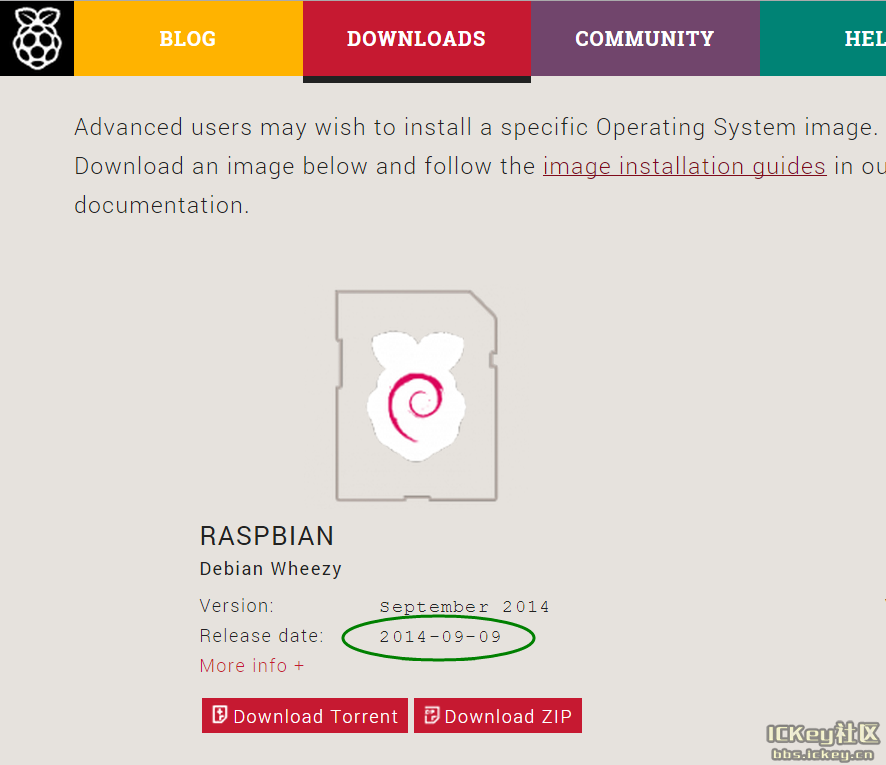 BLOG DOWNLOADS COMMUNITY HEL
Advanced users may wish to install a specific Operating System image.
Download an image below and follow the image installation guides in ou
documentation.
RASPBIAN
Debian Wheezy
Version: September 2014
Release date: 2014-09-09
More info +
Download Torrent Download ZIP
ICKey社区
bbs.ickey.cn